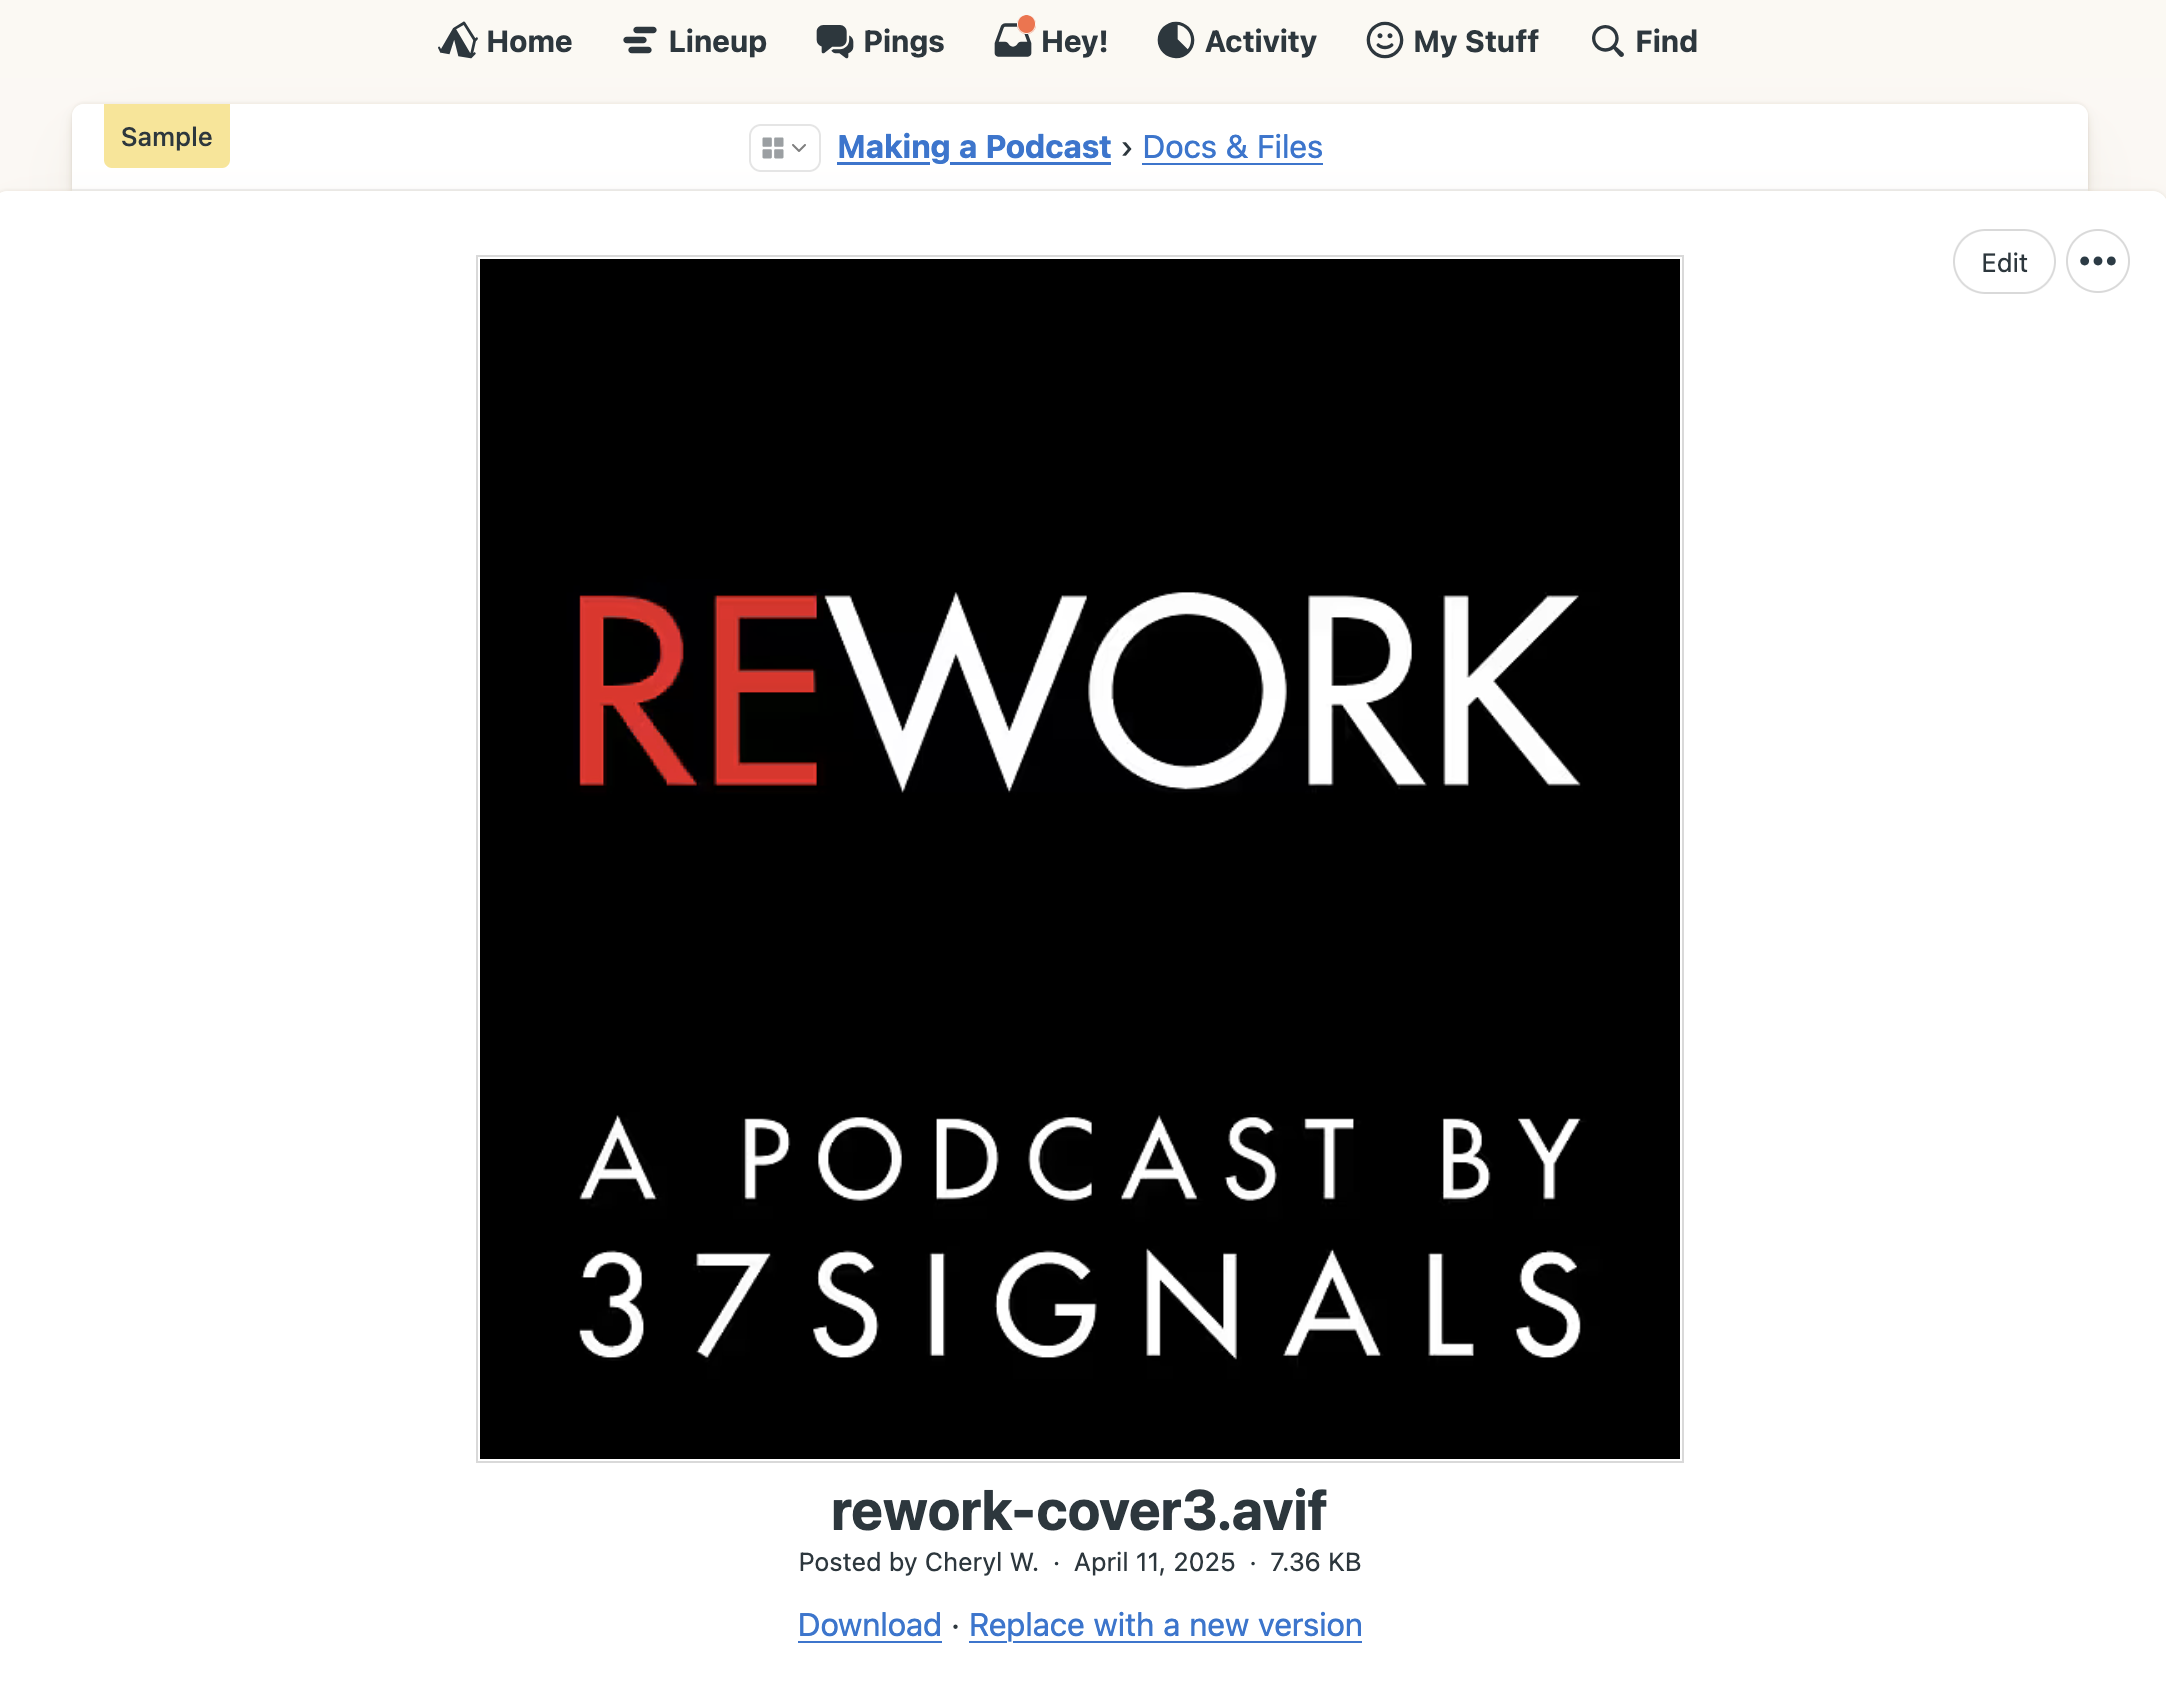 Home Lineup Pings Hey! Activity My Stuff Find
Sample
Making a Podcast › Docs & Files
Edit
REWORK
A PODCAST BY
37SIGNALS
rework-cover3.avif
Posted by Cheryl W. · April 11, 2025 · 7.36 KB
Download · Replace with a new version